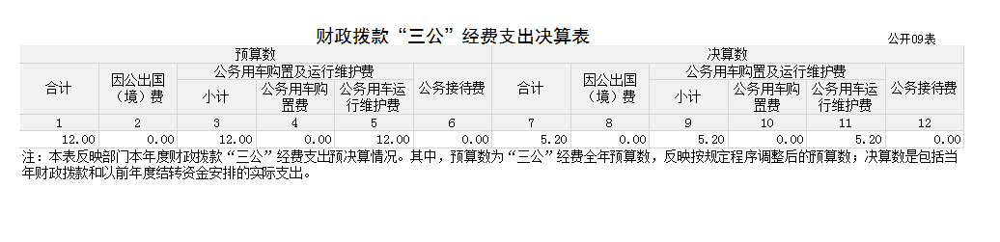 财政拨款“三公”经费支出决算表
公开09表
预算数 决算数
合计 因公出国（境）费 公务用车购置及运行维护费 公务接待费 合计 因公出国（境）费 公务用车购置及运行维护费 公务接待费
小计 公务用车购置费 公务用车运行维护费 小计 公务用车购置费 公务用车运行维护费
1 2 3 4 5 6 7 8 9 10 11 12
12.00 0.00 12.00 0.00 12.00 0.00 5.20 0.00 5.20 0.00 5.20 0.00
注：本表反映部门本年度财政拨款“三公”经费支出预决算情况。其中，预算数为“三公”经费全年预算数，反映按规定程序调整后的预算数；决算数是包括当
年财政拨款和以前年度结转资金安排的实际支出。